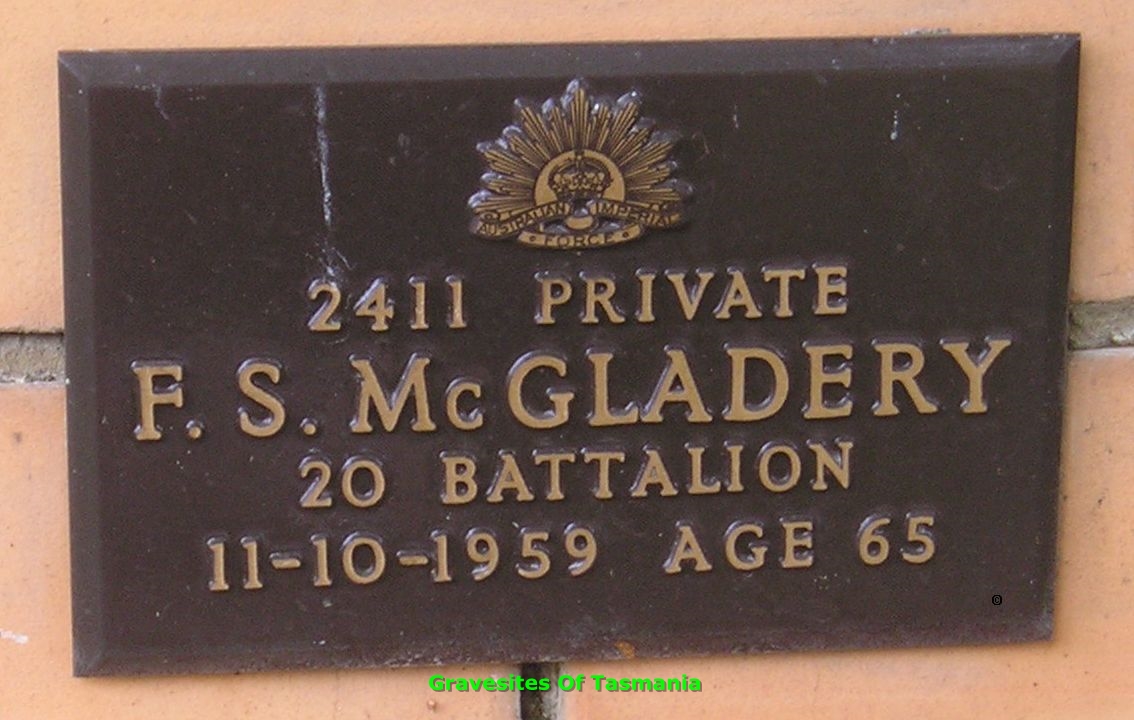 AUSTRALIAN IMPERIAL
FORCE
2411 PRIVATE
F. S. McGLADERY
20 BATTALION
11-10-1959 AGE 65
©
Gravesites Of Tasmania